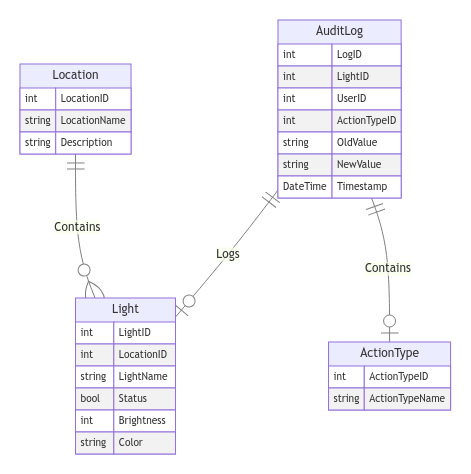 AuditLog
int LogID
int LightID
int UserID
int ActionTypeID
string OldValue
string NewValue
DateTime Timestamp
Location
int LocationID
string LocationName
string Description
Contains
Logs
Contains
Light
int LightID
int LocationID
string LightName
bool Status
int Brightness
string Color
ActionType
int ActionTypeID
string ActionTypeName